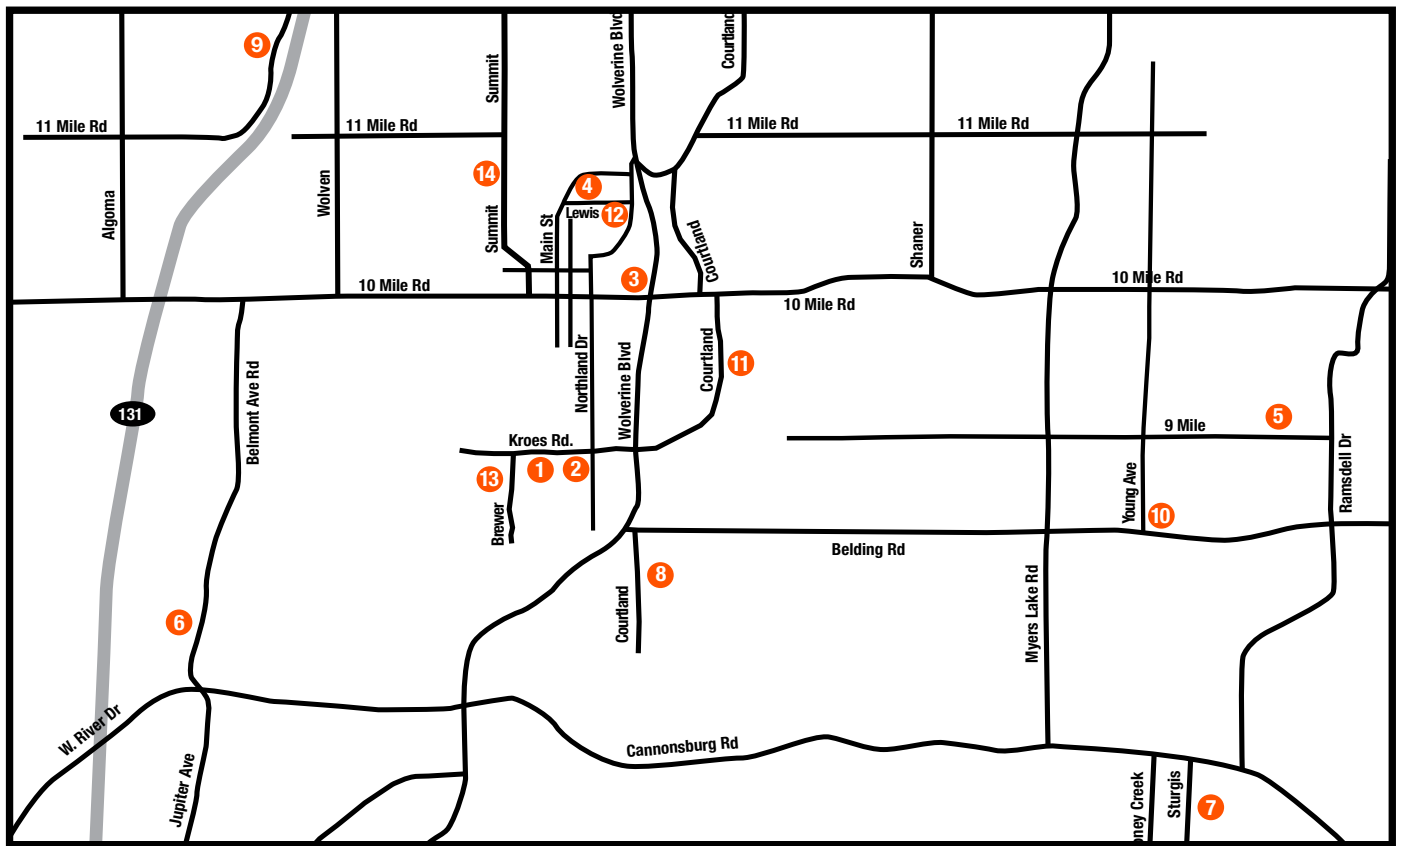 9
Summit
Wolverine Blvd
Courtland
11 Mile Rd
11 Mile Rd
11 Mile Rd
11 Mile Rd
14
4
Lewis
12
Algoma
Wolven
Summit
Main St
Courtland
Shaner
3
10 Mile Rd
10 Mile Rd
10 Mile Rd
Belmont Ave Rd
Northland Dr
Wolverine Blvd
Courtland
11
131
5
9 Mile
Kroes Rd.
13
1
2
Brewer
Young Ave
10
Ramsdell Dr
Belding Rd
8
Courtland
Myers Lake Rd
6
W. River Dr
Cannonsburg Rd
Jupiter Ave
oney Creek
Sturgis
7